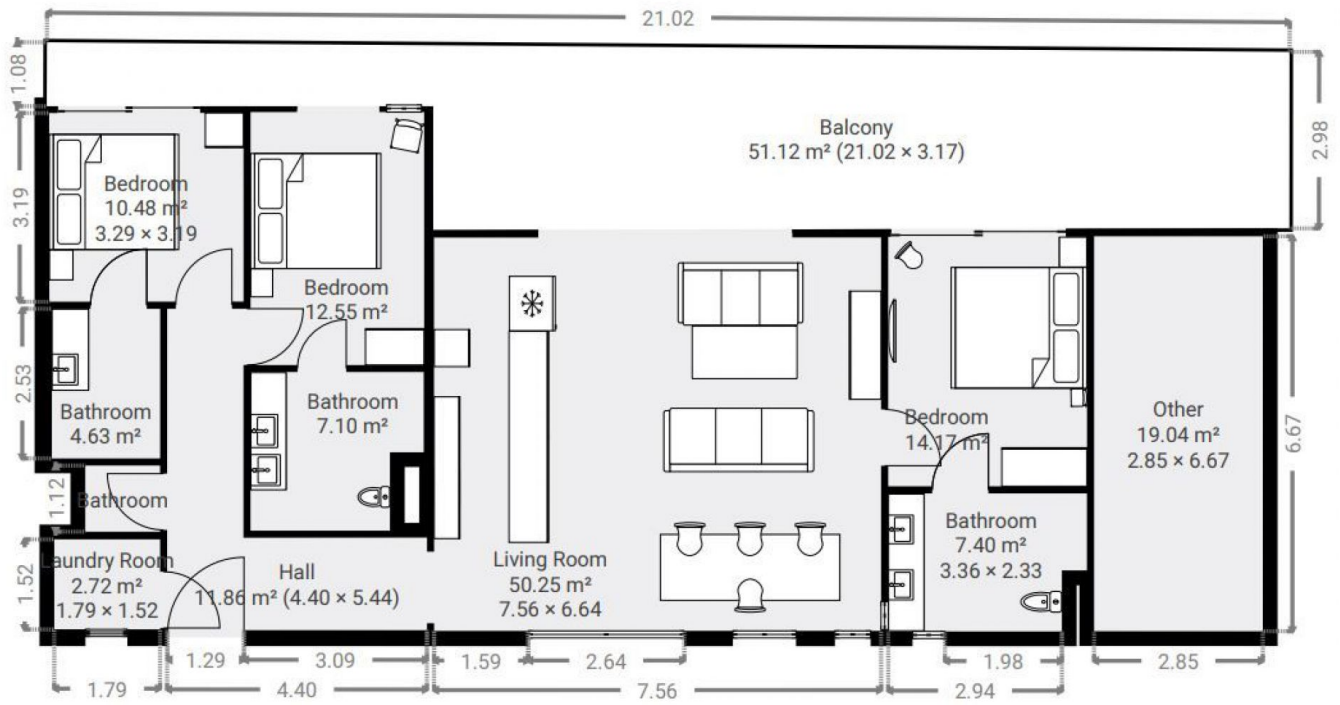 21.02
1.08
2.98
Balcony
51.12 m² (21.02 × 3.17)
3.19
Bedroom
10.48 m²
3.29 × 3.19
Bedroom
12.55 m²
2.53
Bathroom
4.63 m²
Bathroom
7.10 m²
Bedroom
14.17 m²
Other
19.04 m²
2.85 × 6.67
6.67
1.12
Bathroom
1.52
Laundry Room
2.72 m²
1.79 × 1.52
Hall
11.86 m² (4.40 × 5.44)
Living Room
50.25 m²
7.56 × 6.64
Bathroom
7.40 m²
3.36 × 2.33
1.29
3.09
1.59
2.64
1.98
2.85
1.79
4.40
7.56
2.94